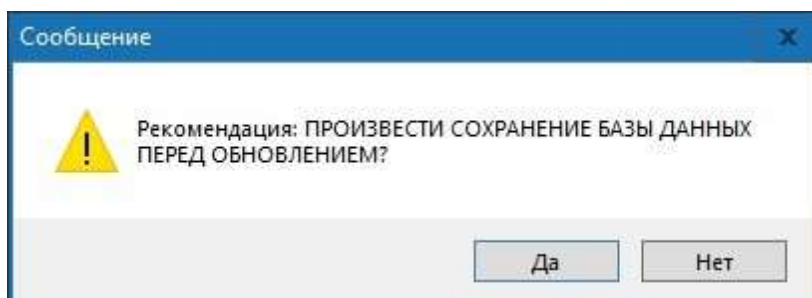 Сообщение
Рекомендация: ПРОИЗВЕСТИ СОХРАНЕНИЕ БАЗЫ ДАННЫХ
ПЕРЕД ОБНОВЛЕНИЕМ?
Да
Нет